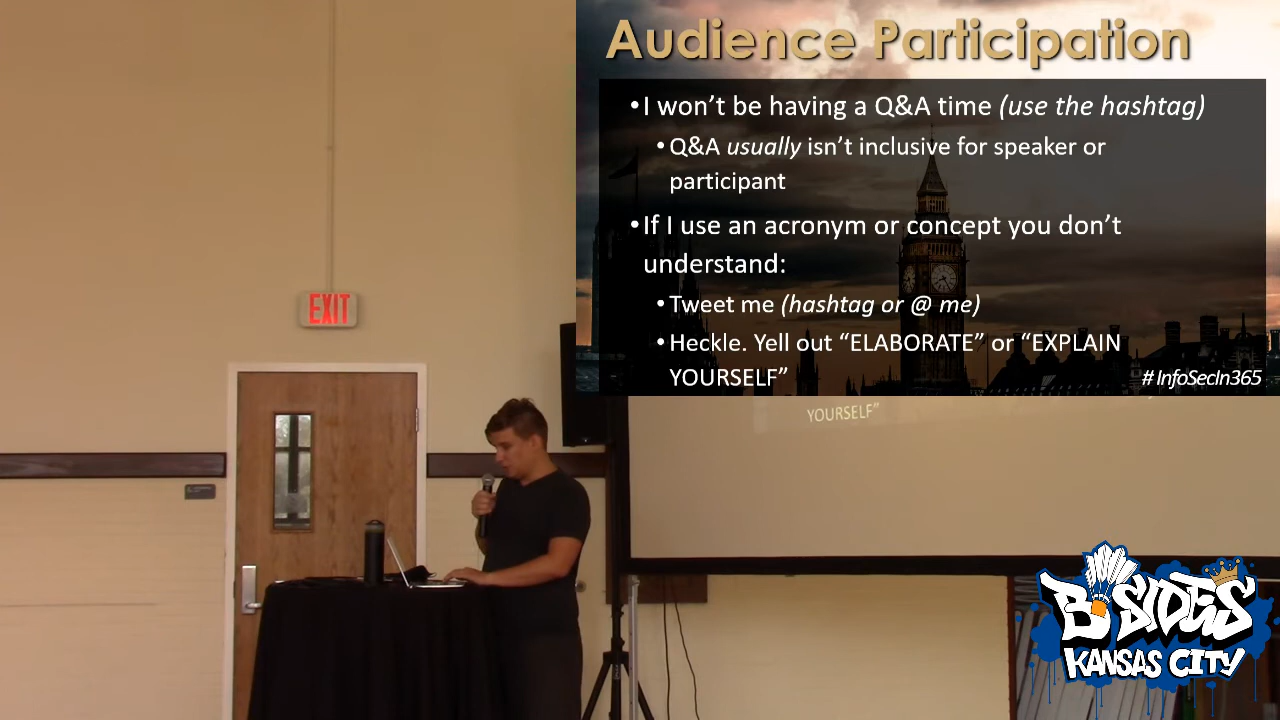 Audience Participation
•I won't be having a Q&A time (use the hashtag)
•Q&A usually isn't inclusive for speaker or
participant
•If I use an acronym or concept you don't
understand:
•Tweet me (hashtag or @ me)
•Heckle. Yell out “ELABORATE” or “EXPLAIN
YOURSELF”
#InfoSecIn365
YOURSELF”
EXIT
B·SIDES
KANSAS CITY